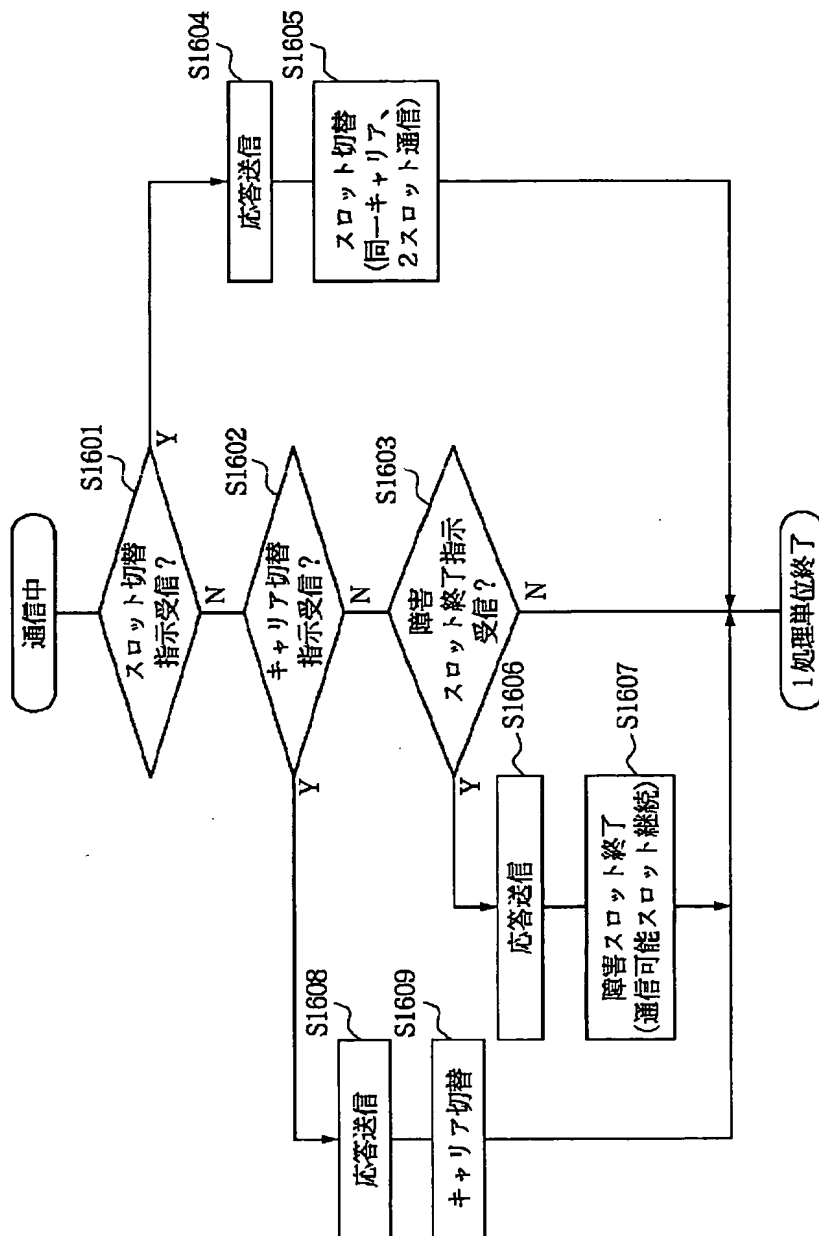 通信中
スロット切替
指示受信？
S1601
Y
N
キャリア切替
指示受信？
S1602
Y
N
障害
スロット終了指示
受信？
S1603
Y
N
応答送信
S1604
スロット切替
(同一キャリア、
2スロット通信)
S1605
応答送信
S1606
障害スロット終了
(通信可能スロット継続)
S1607
応答送信
S1608
キャリア切替
S1609
1処理単位終了